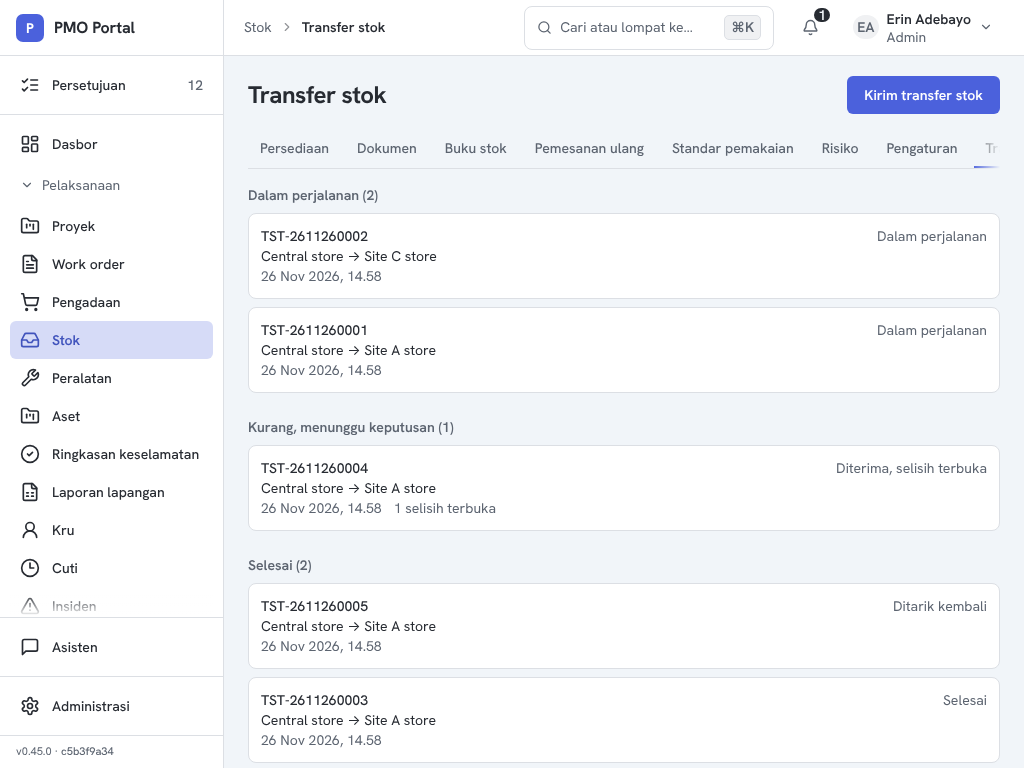 P PMO Portal
Persetujuan 12
Dasbor
Pelaksanaan
Proyek
Work order
Pengadaan
Stok
Peralatan
Aset
Ringkasan keselamatan
Laporan lapangan
Kru
Cuti
Insiden
Asisten
Administrasi
v0.45.0 · c5b3f9a34
Stok > Transfer stok
Cari atau lompat ke... ⌘K
1
EA Erin Adebayo
Admin
Transfer stok
Kirim transfer stok
Persediaan Dokumen Buku stok Pemesanan ulang Standar pemakaian Risiko Pengaturan Tr
Dalam perjalanan (2)
TST-2611260002 Dalam perjalanan
Central store → Site C store
26 Nov 2026, 14.58
TST-2611260001 Dalam perjalanan
Central store → Site A store
26 Nov 2026, 14.58
Kurang, menunggu keputusan (1)
TST-2611260004 Diterima, selisih terbuka
Central store → Site A store
26 Nov 2026, 14.58 1 selisih terbuka
Selesai (2)
TST-2611260005 Ditarik kembali
Central store → Site A store
26 Nov 2026, 14.58
TST-2611260003 Selesai
Central store → Site A store
26 Nov 2026, 14.58